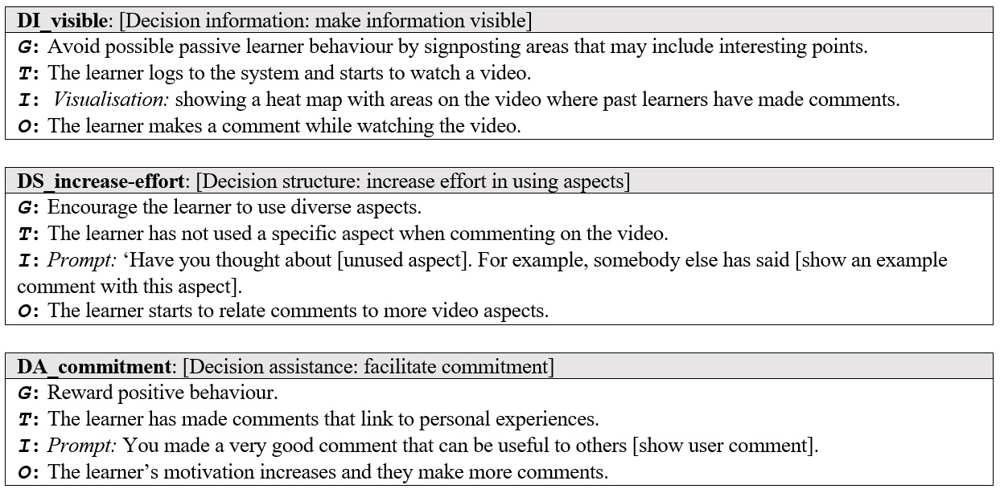 DI_visible: [Decision information: make information visible]
G: Avoid possible passive learner behaviour by signposting areas that may include interesting points.
T: The learner logs to the system and starts to watch a video.
I: Visualisation: showing a heat map with areas on the video where past learners have made comments.
O: The learner makes a comment while watching the video.
DS_increase-effort: [Decision structure: increase effort in using aspects]
G: Encourage the learner to use diverse aspects.
T: The learner has not used a specific aspect when commenting on the video.
I: Prompt: ‘Have you thought about [unused aspect]. For example, somebody else has said [show an example
comment with this aspect].
O: The learner starts to relate comments to more video aspects.
DA_commitment: [Decision assistance: facilitate commitment]
G: Reward positive behaviour.
T: The learner has made comments that link to personal experiences.
I: Prompt: You made a very good comment that can be useful to others [show user comment].
O: The learner’s motivation increases and they make more comments.